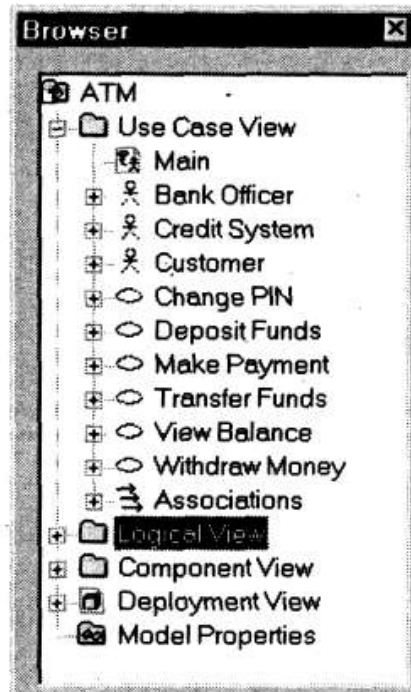 Browser
ATM
Use Case View
Main
Bank Officer
Credit System
Customer
Change PIN
Deposit Funds
Make Payment
Transfer Funds
View Balance
Withdraw Money
Associations
Logical View
Component View
Deployment View
Model Properties